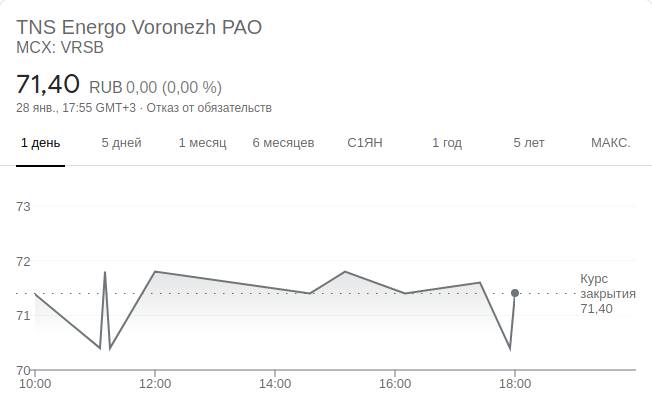 TNS Energo Voronezh PAO
MCX: VRSB
71,40 RUB 0,00 (0,00 %)
28 янв., 17:55 GMT+3 · Отказ от обязательств
1 день 5 дней 1 месяц 6 месяцев С1ЯН 1 год 5 лет МАКС.
73
72
71
70
Курс
закрытия
71,40
10:00 12:00 14:00 16:00 18:00